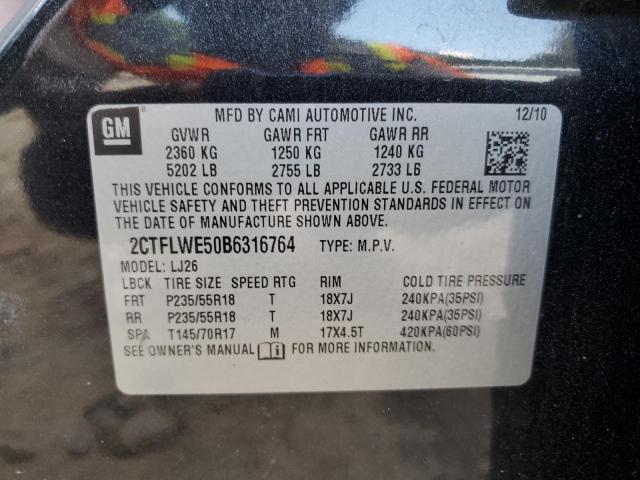 GM MFD BY CAMI AUTOMOTIVE INC. 12/10
GVWR GAWR FRT GAWR RR
2360 KG 1250 KG 1240 KG
5202 LB 2755 LB 2733 LB
THIS VEHICLE CONFORMS TO ALL APPLICABLE U.S. FEDERAL MOTOR
VEHICLE SAFETY AND THEFT PREVENTION STANDARDS IN EFFECT ON
THE DATE OF MANUFACTURE SHOWN ABOVE.
2CTFLWE50B6316764 TYPE: M.P.V.
MODEL: LJ26
LBCK TIRE SIZE SPEED RTG RIM COLD TIRE PRESSURE
FRT P235/55R18 T 18X7J 240KPA(35PSI)
RR P235/55R18 T 18X7J 240KPA(35PSI)
SPA T145/70R17 M 17X4.5T 420KPA(60PSI)
SEE OWNER'S MANUAL FOR MORE INFORMATION.